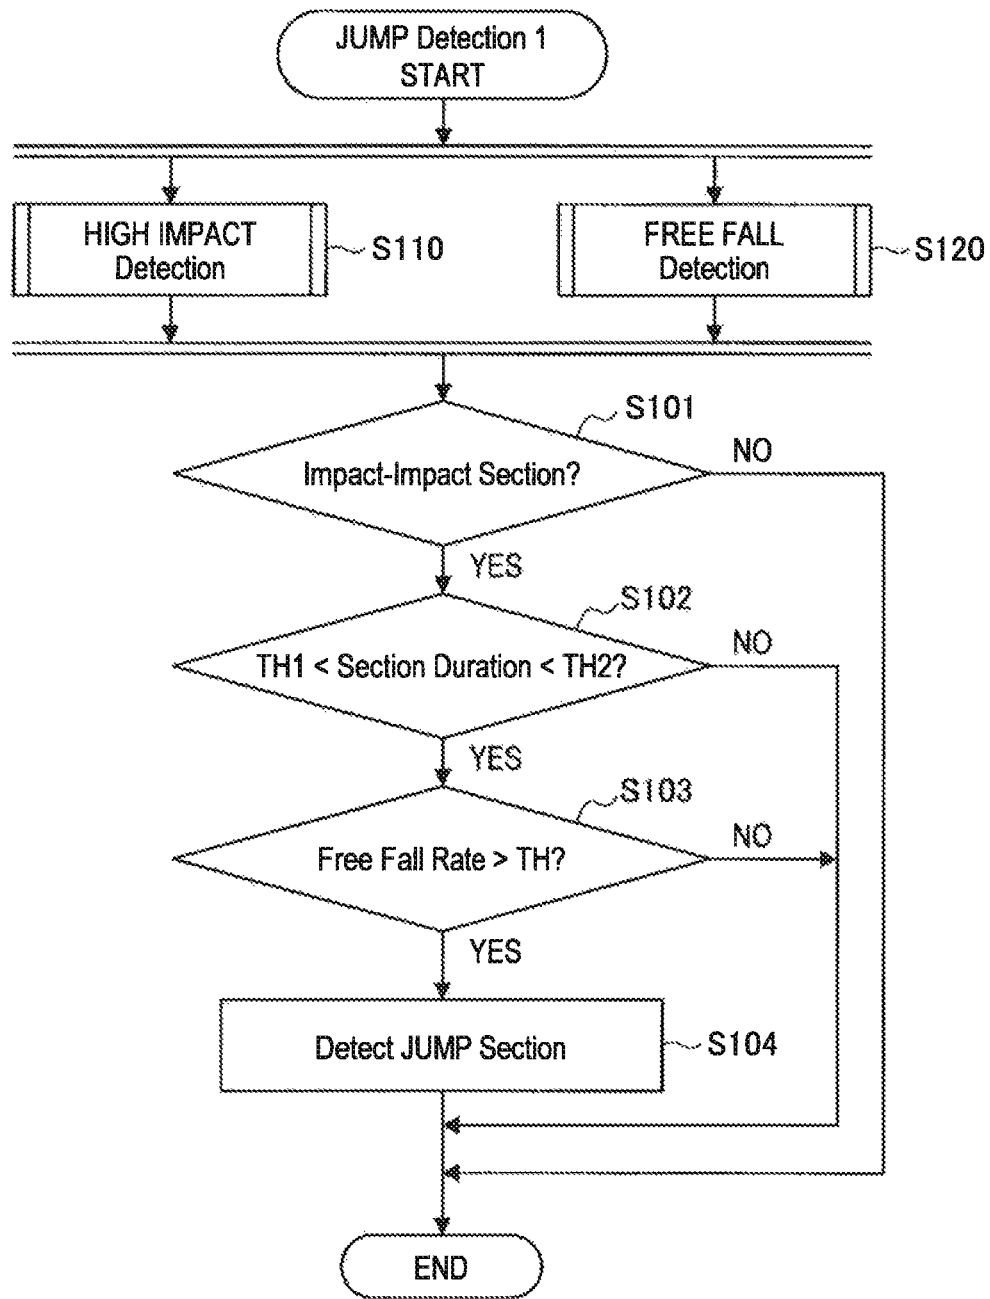 JUMP Detection 1
START
HIGH IMPACT
Detection
S110
FREE FALL
Detection
S120
S101
Impact-Impact Section?
NO
YES
S102
TH1 < Section Duration < TH2?
NO
YES
S103
Free Fall Rate > TH?
NO
YES
Detect JUMP Section
S104
END